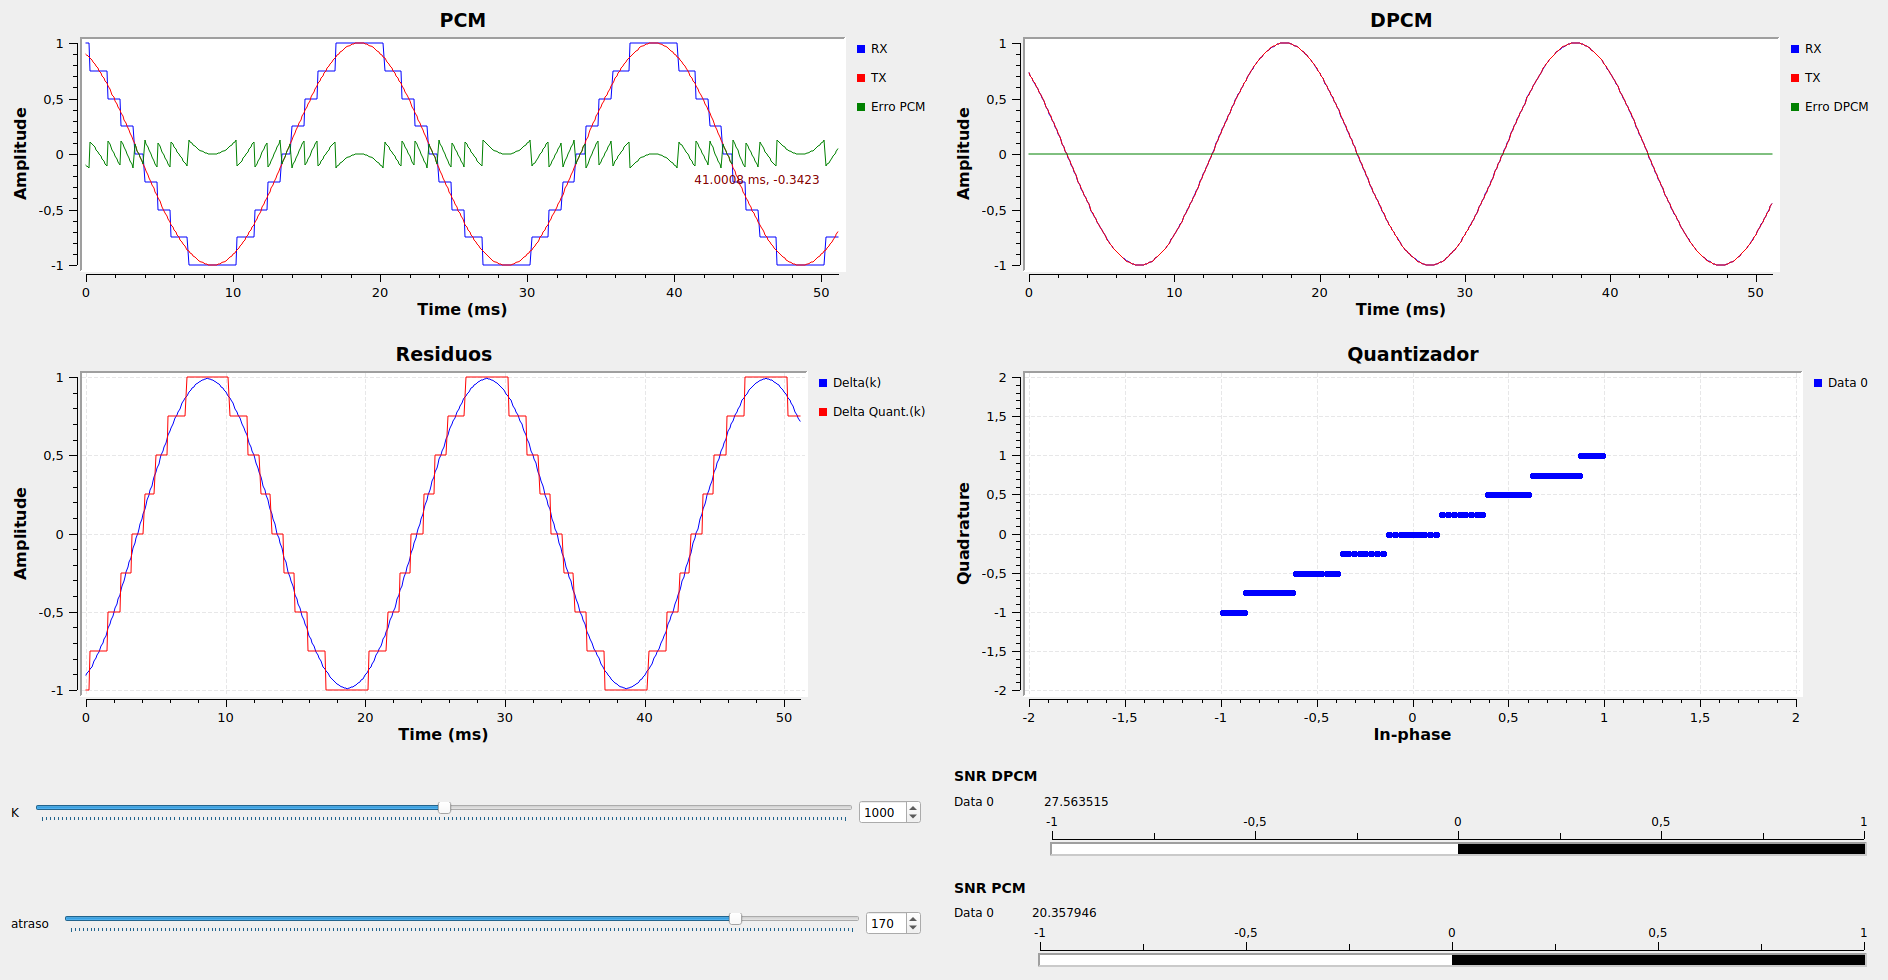 PCM
1
0,5
0
-0,5
-1
Amplitude
0 10 20 30 40 50
Time (ms)
RX
TX
Erro PCM
41.0008 ms, -0.3423
DPCM
1
0,5
0
-0,5
-1
Amplitude
0 10 20 30 40 50
Time (ms)
RX
TX
Erro DPCM
Residuos
1
0,5
0
-0,5
-1
Amplitude
0 10 20 30 40 50
Time (ms)
Delta(k)
Delta Quant.(k)
Quantizador
2
1,5
1
0,5
0
-0,5
-1
-1,5
-2
Quadrature
-2 -1,5 -1 -0,5 0 0,5 1 1,5 2
In-phase
Data 0
K 1000
atraso 170
SNR DPCM
Data 0 27.563515
-1 -0,5 0 0,5 1
SNR PCM
Data 0 20.357946
-1 -0,5 0 0,5 1